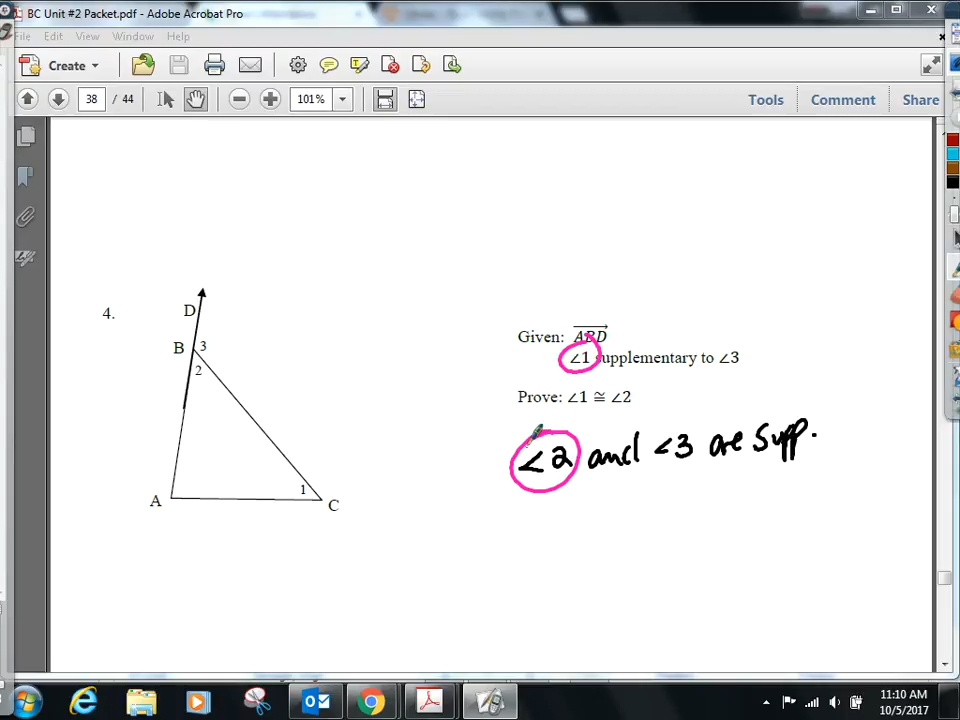 BC Unit #2 Packet.pdf - Adobe Acrobat Pro
File Edit View Window Help
Create
38 / 44 101% Tools Comment Share
4.
D
B 3
2
1
A C
Given: ABD
∠1 supplementary to ∠3
Prove: ∠1 ≅ ∠2
∠2 and ∠3 are Supp.
11:10 AM
10/5/2017